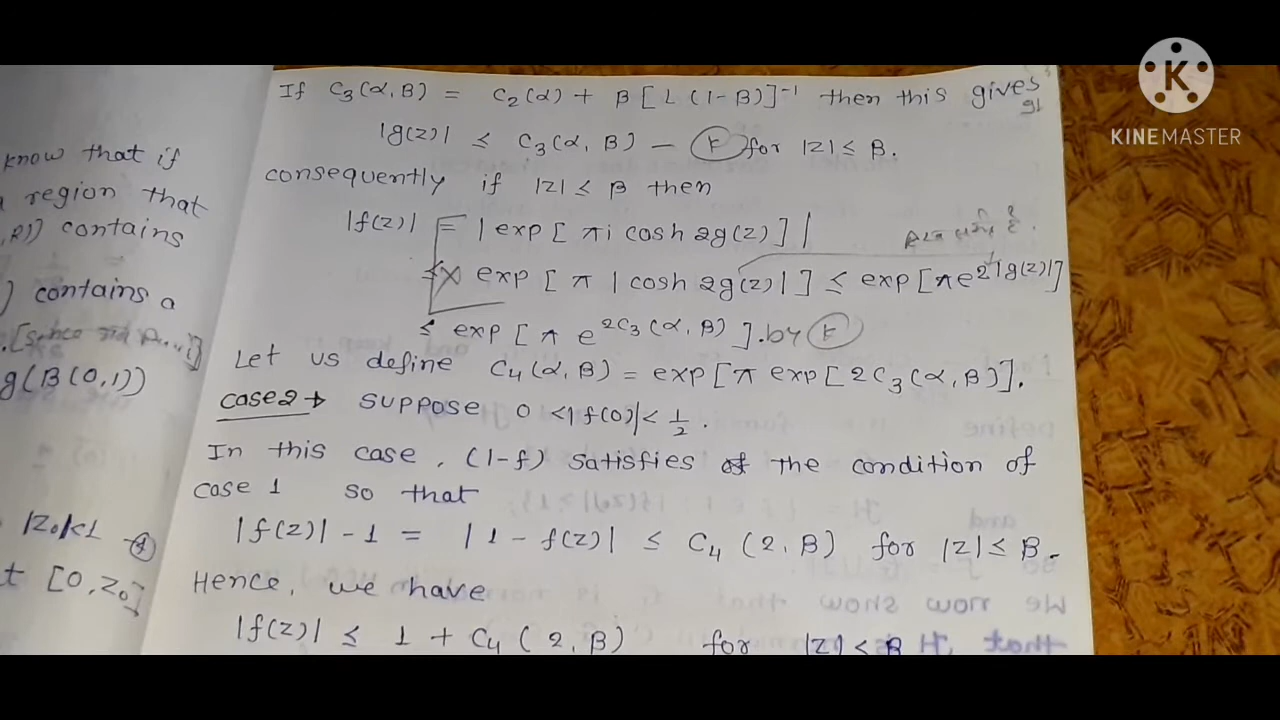 know that if
region that
contains
) contains a
g(B(0,1))
|z₀|<1
t [0,z₀]
If C₃(α,β) = C₂(α) + β[L(1-β)]⁻¹ then this gives
|g(z)| ≤ C₃(α,β) — F for |z| ≤ β.
consequently if |z| ≤ β then
|f(z)| = |exp[πi cosh 2g(z)]|
≤ exp[π |cosh 2g(z)|] ≤ exp[πe^2|g(z)|]
≤ exp[π e^2C₃(α,β)]. by F
Let us define C₄(α,β) = exp[π exp[2C₃(α,β)].
case 2 → suppose 0 <|f(0)|< 1/2.
In this case, (1-f) satisfies the condition of
case 1 so that
|f(z)| - 1 = |1 - f(z)| ≤ C₄(2,β) for |z| ≤ β.
Hence, we have
|f(z)| ≤ 1 + C₄(2,β) for |z| < β
K
KINEMASTER